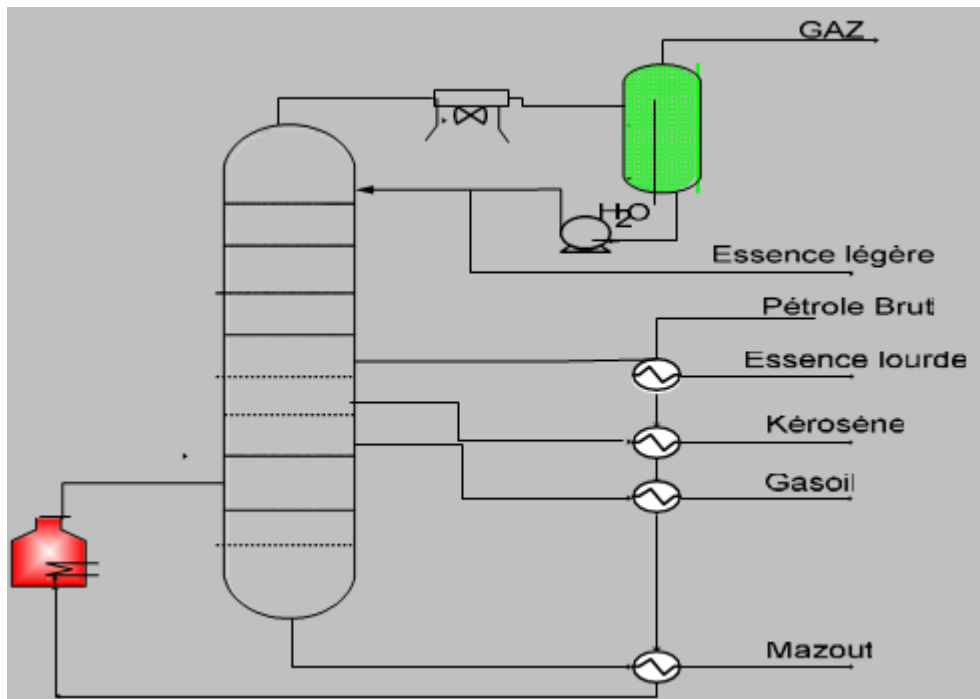 GAZ
H2O
Essence légère
Pétrole Brut
Essence lourde
Kérosène
Gasoil
Mazout